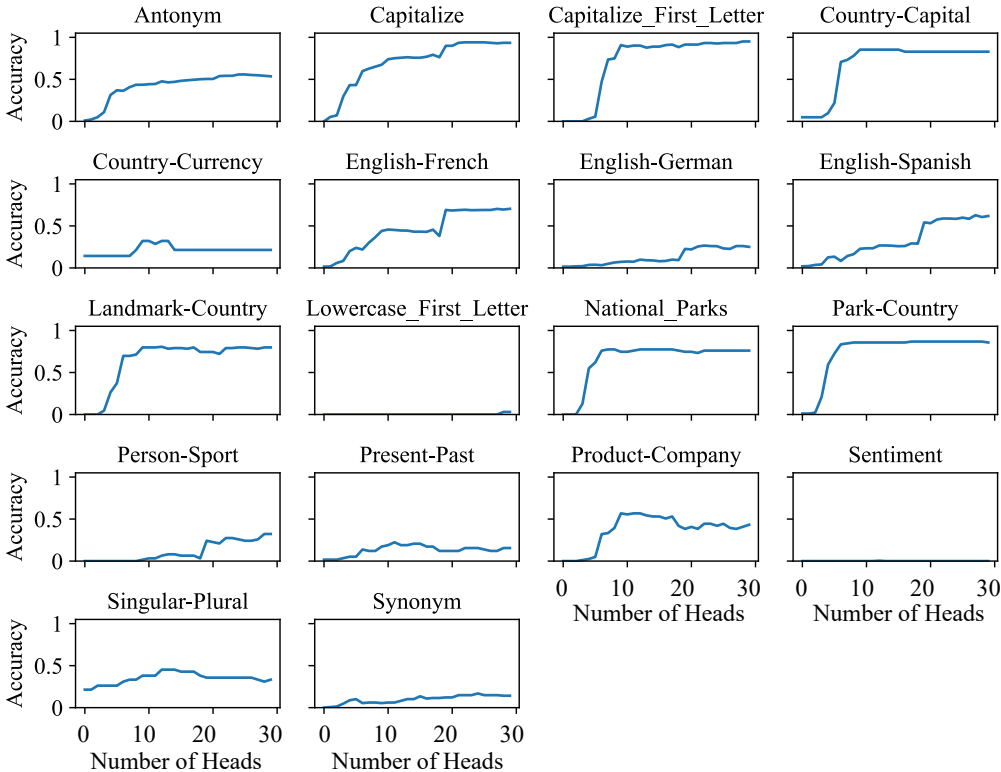 Antonym
Capitalize
Capitalize_First_Letter
Country-Capital
Accuracy
1
0.5
0
Country-Currency
English-French
English-German
English-Spanish
Accuracy
1
0.5
0
Landmark-Country
Lowercase_First_Letter
National_Parks
Park-Country
Accuracy
1
0.5
0
Person-Sport
Present-Past
Product-Company
Sentiment
Accuracy
1
0.5
0
0 10 20 30
0 10 20 30
Number of Heads
Number of Heads
Singular-Plural
Synonym
Accuracy
1
0.5
0
0 10 20 30
0 10 20 30
Number of Heads
Number of Heads